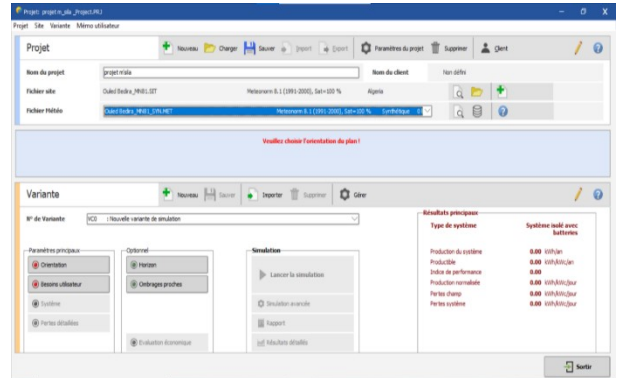 Projet: projet m_sila _Project.PRJ
Projet Site Variante Mémo utilisateur
Projet Nouveau Charger Sauver Import Export Paramètres du projet Supprimer Client
Nom du projet projet m'sila Nom du client Non défini
Fichier site Ouled Bedira_MN81.SIT Meteonorm 8.1 (1991-2000), Sat=100 % Algeria
Fichier Météo Ouled Bedira_MN81_SYN.MET Meteonorm 8.1 (1991-2000), Sat=100 % Synthétique 0
Veuillez choisir l'orientation du plan !
Variante Nouveau Sauver Importer Supprimer Gérer
N° de Variante VC0 : Nouvelle variante de simulation
Résultats principaux
Type de système Système isolé avec
batteries
Paramètres principaux Optionnel Simulation
Production du système 0.00 kWh/an
Orientation Horizon Lancer la simulation
Productible 0.00 kWh/kWc/an
Indice de performance 0.00
Besoins utilisateur Ombrages proches
Production normalisée 0.00 kWh/kWc/jour
Pertes champ 0.00 kWh/kWc/jour
Système Simulation avancée
Pertes système 0.00 kWh/kWc/jour
Pertes détaillées Rapport
Evaluation économique Résultats détaillés
Sortir